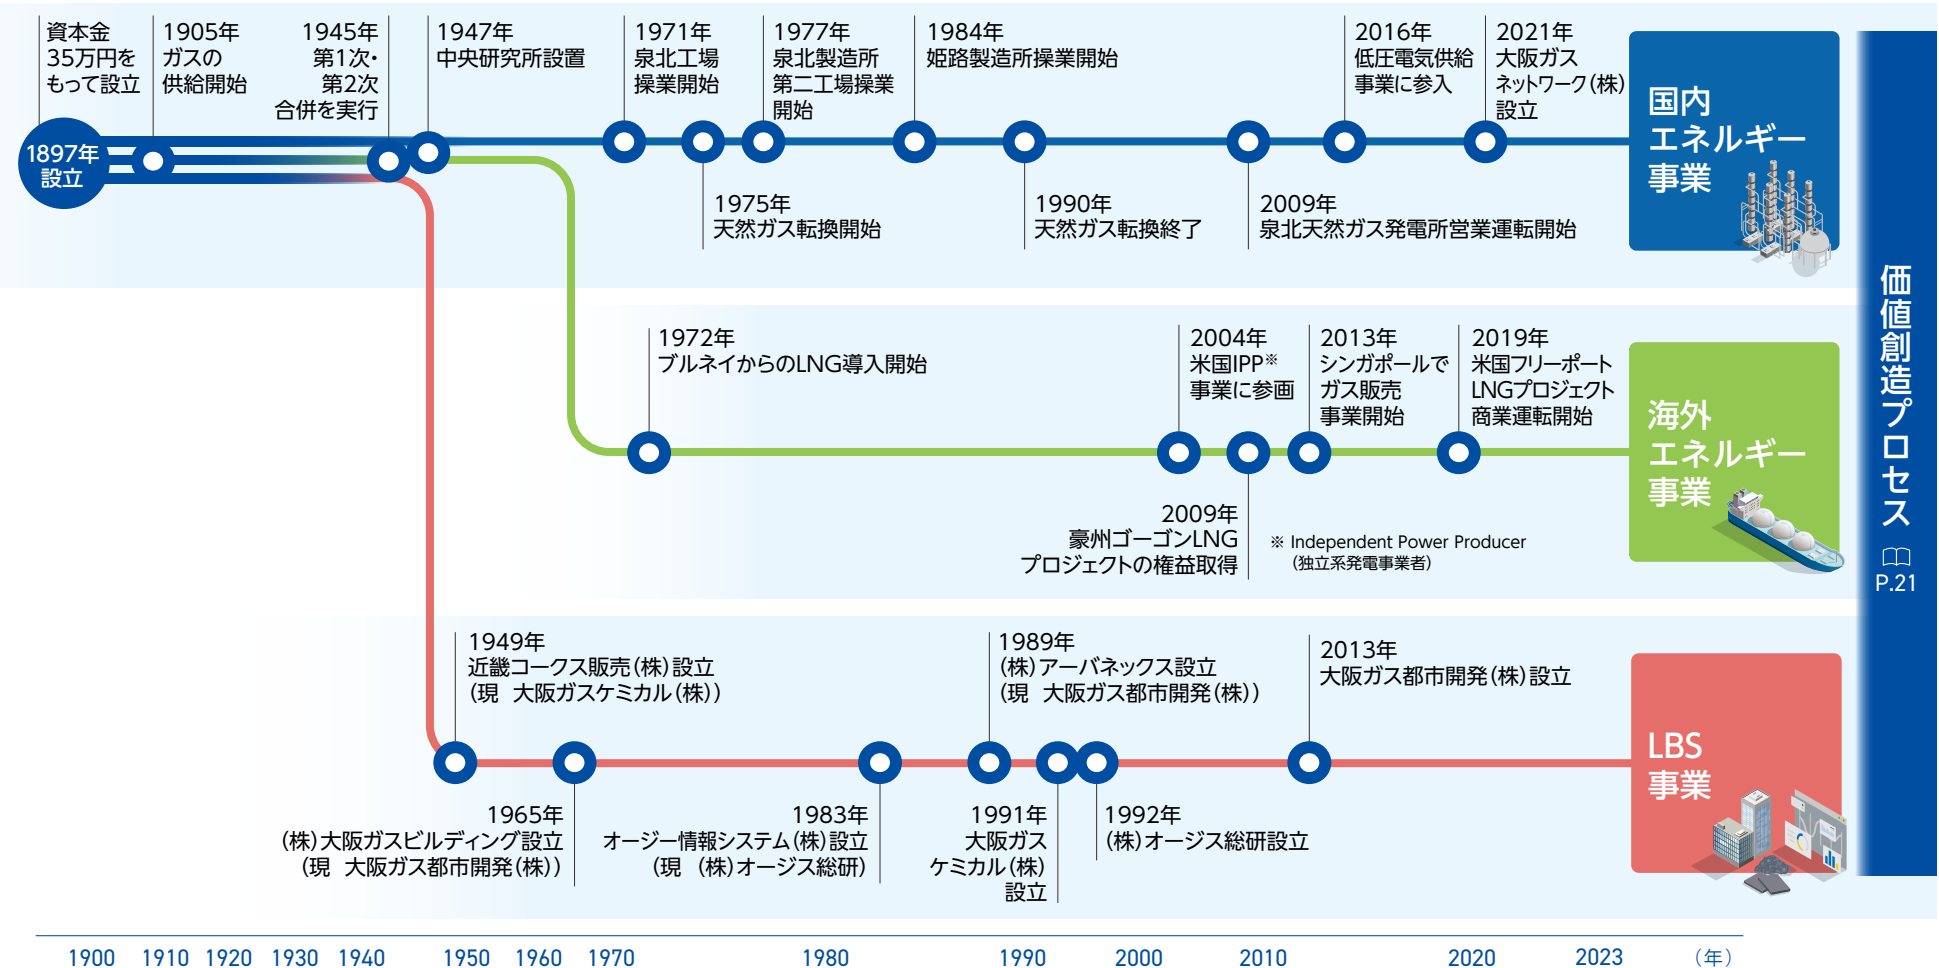 資本金
35万円を
もって設立
1905年
ガスの
供給開始
1945年
第1次・
第2次
合併を実行
1947年
中央研究所設置
1971年
泉北工場
操業開始
1977年
泉北製造所
第二工場操業
開始
1984年
姫路製造所操業開始
2016年
低圧電気供給
事業に参入
2021年
大阪ガス
ネットワーク(株)
設立
1897年
設立
1975年
天然ガス転換開始
1990年
天然ガス転換終了
2009年
泉北天然ガス発電所営業運転開始
国内
エネルギー
事業
1972年
ブルネイからのLNG導入開始
2004年
米国IPP※
事業に参画
2013年
シンガポールで
ガス販売
事業開始
2019年
米国フリーポート
LNGプロジェクト
商業運転開始
2009年
豪州ゴーゴンLNG
プロジェクトの権益取得
※ Independent Power Producer
(独立系発電事業者)
海外
エネルギー
事業
1949年
近畿コークス販売(株)設立
(現 大阪ガスケミカル(株))
1989年
(株)アーバネックス設立
(現 大阪ガス都市開発(株))
2013年
大阪ガス都市開発(株)設立
1965年
(株)大阪ガスビルディング設立
(現 大阪ガス都市開発(株))
1983年
オージー情報システム(株)設立
(現 (株)オージス総研)
1991年
大阪ガス
ケミカル(株)
設立
1992年
(株)オージス総研設立
LBS
事業
価値創造プロセス
P.21
1900 1910 1920 1930 1940 1950 1960 1970 1980 1990 2000 2010 2020 2023 (年)